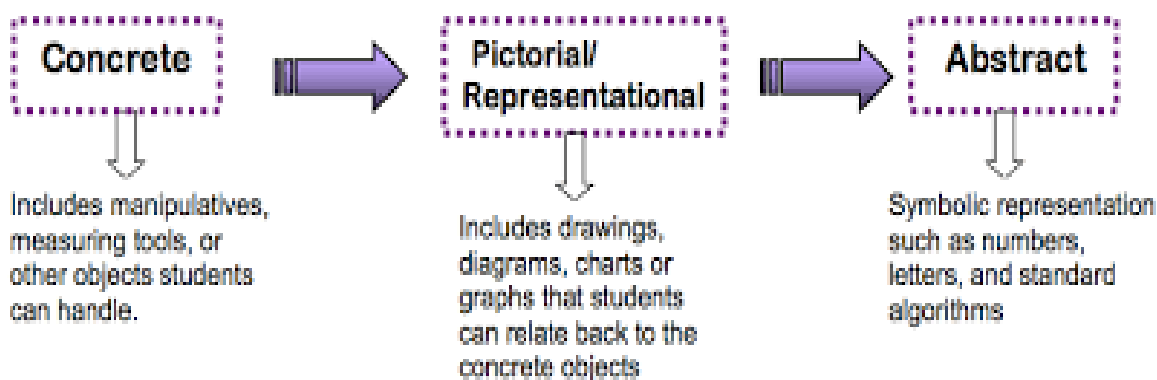 Concrete
Pictorial/
Representational
Abstract
Includes manipulatives,
measuring tools, or
other objects students
can handle.
Includes drawings,
diagrams, charts or
graphs that students
can relate back to the
concrete objects
Symbolic representation
such as numbers,
letters, and standard
algorithms